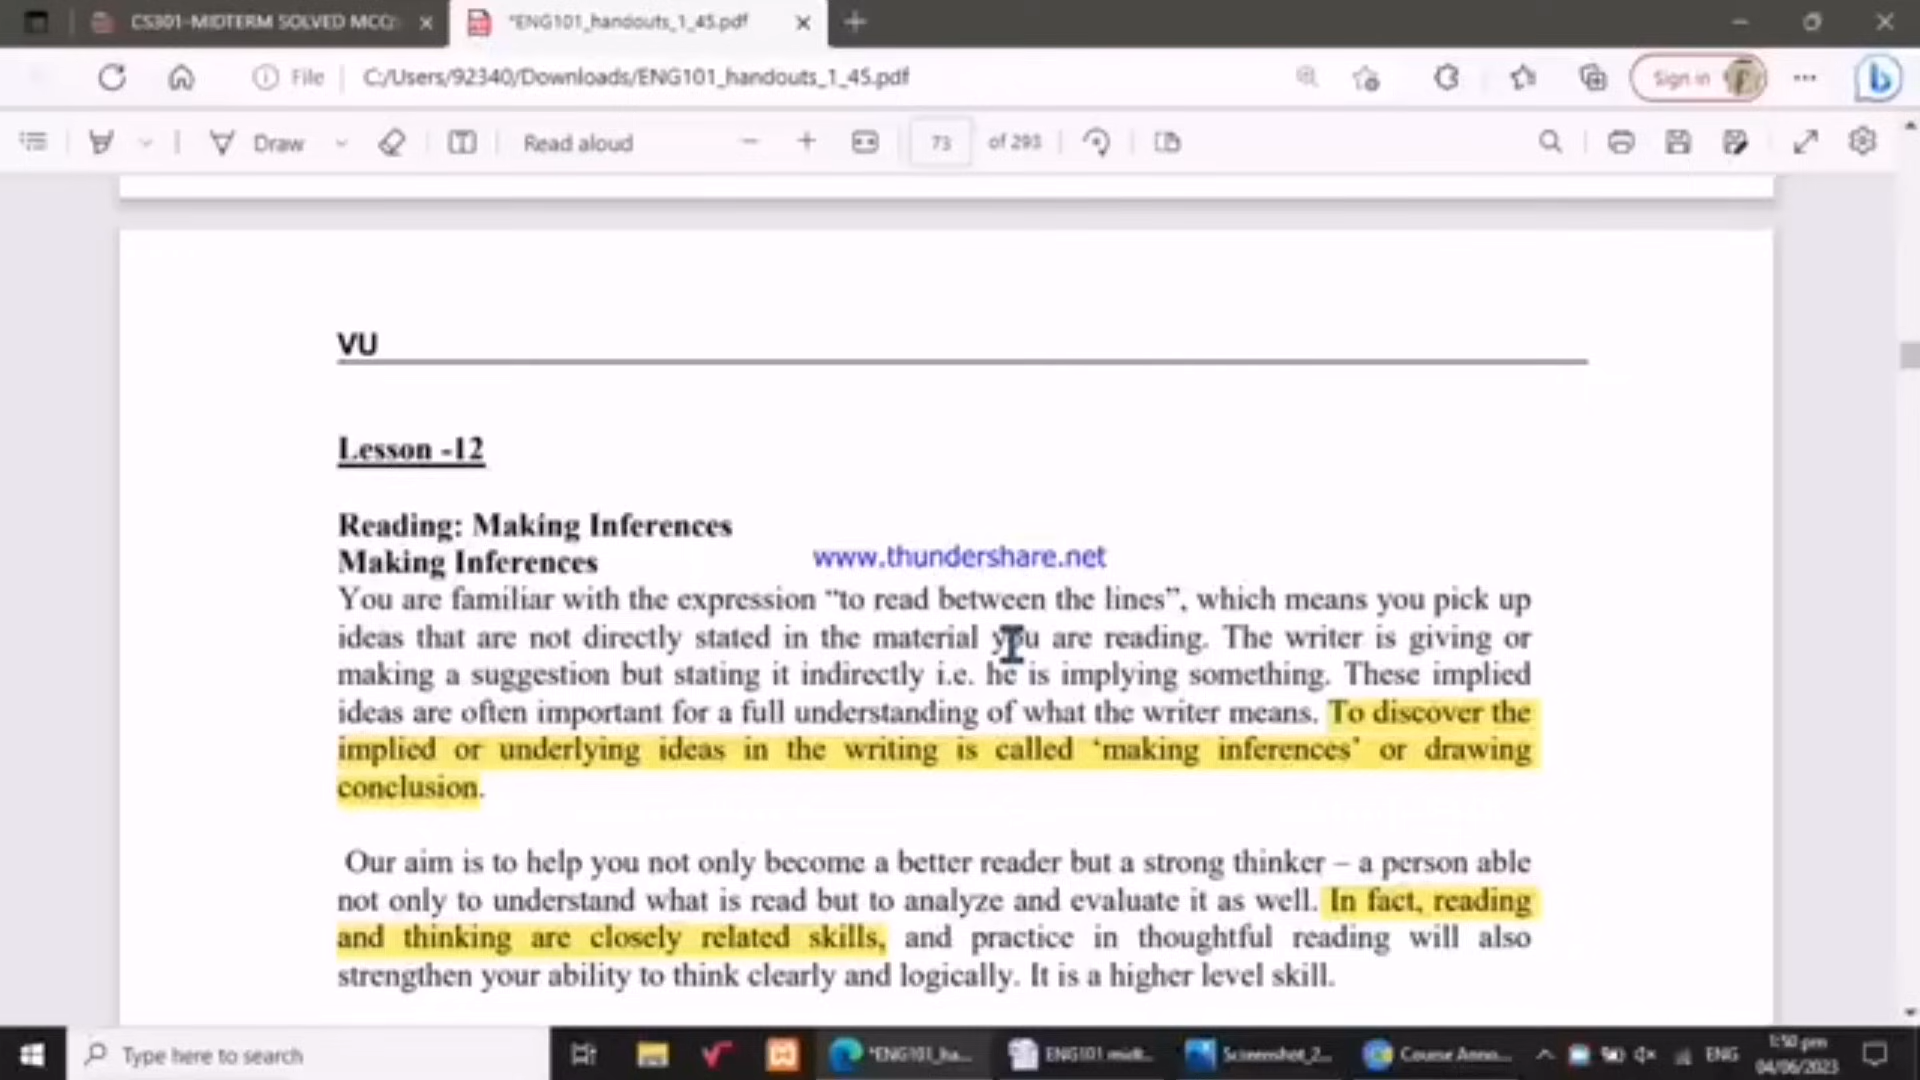 CS301-MIDTERM SOLVED MCQ
*ENG101_handouts_1_45.pdf
File
C:/Users/92340/Downloads/ENG101_handouts_1_45.pdf
Sign in
Draw
Read aloud
73 of 293
VU
Lesson -12
Reading: Making Inferences
Making Inferences
www.thundershare.net
You are familiar with the expression “to read between the lines”, which means you pick up
ideas that are not directly stated in the material you are reading. The writer is giving or
making a suggestion but stating it indirectly i.e. he is implying something. These implied
ideas are often important for a full understanding of what the writer means. To discover the
implied or underlying ideas in the writing is called ‘making inferences’ or drawing
conclusion.
Our aim is to help you not only become a better reader but a strong thinker – a person able
not only to understand what is read but to analyze and evaluate it as well. In fact, reading
and thinking are closely related skills, and practice in thoughtful reading will also
strengthen your ability to think clearly and logically. It is a higher level skill.
Type here to search
*ENG101_ha...
ENG101 midt...
Screenshot_2...
Course Anno...
ENG
1:50 pm
04/06/2023